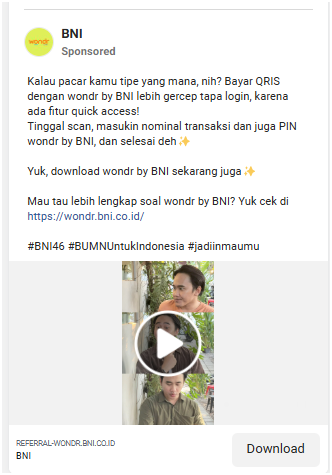 wondr
BNI
Sponsored
Kalau pacar kamu tipe yang mana, nih? Bayar QRIS
dengan wondr by BNI lebih gercep tapa login, karena
ada fitur quick access!
Tinggal scan, masukin nominal transaksi dan juga PIN
wondr by BNI, dan selesai deh✨
Yuk, download wondr by BNI sekarang juga✨
Mau tau lebih lengkap soal wondr by BNI? Yuk cek di
https://wondr.bni.co.id/
#BNI46 #BUMNUntukIndonesia #jadiinmaumu
REFERRAL-WONDR.BNI.CO.ID
BNI
Download